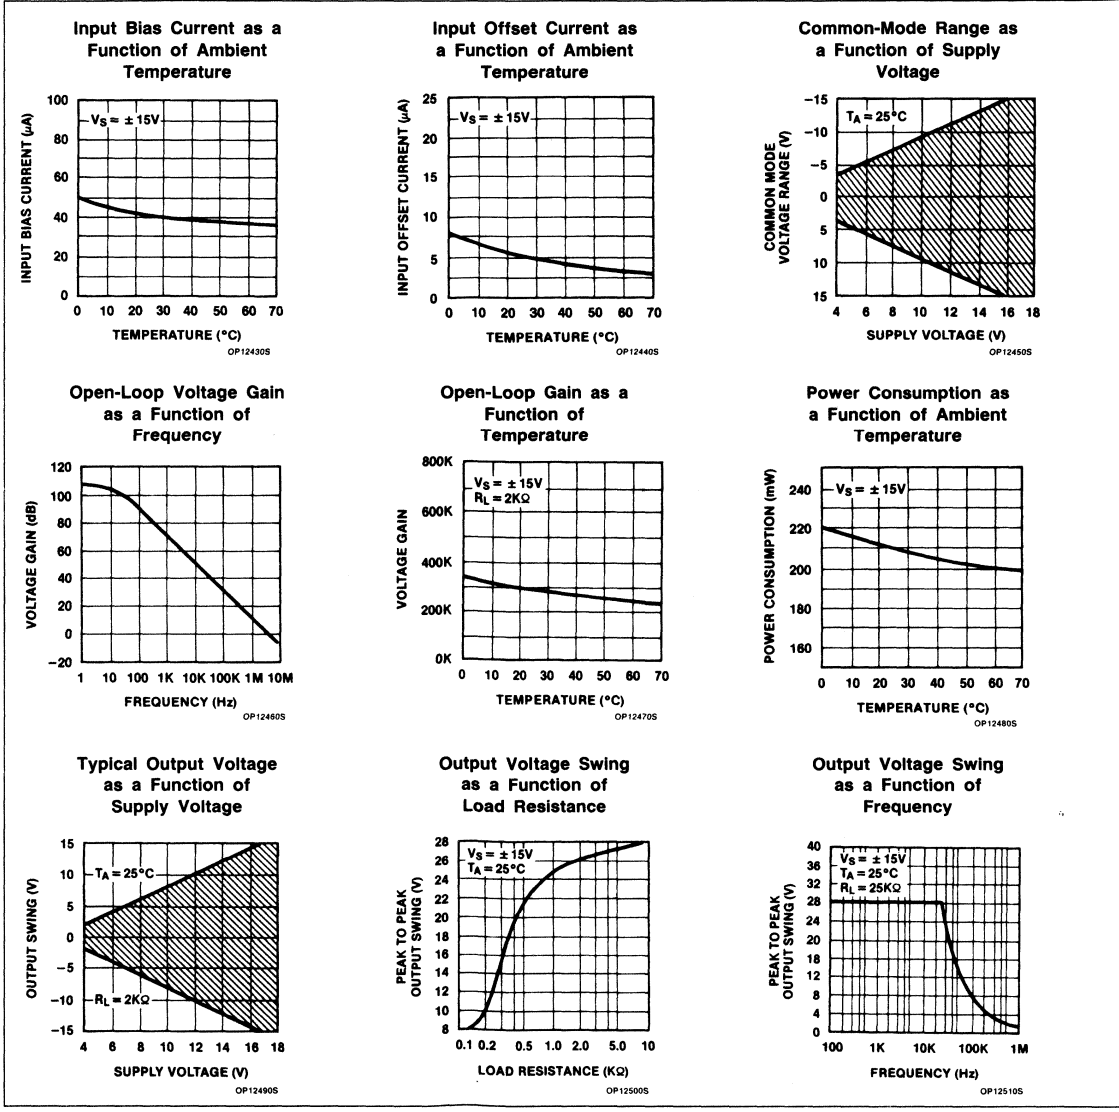 Input Bias Current as a
Function of Ambient
Temperature
INPUT BIAS CURRENT (μA)
100
80
60
40
20
0
VS = ± 15V
0 10 20 30 40 50 60 70
TEMPERATURE (°C)
OP12430S
Input Offset Current as
a Function of Ambient
Temperature
INPUT OFFSET CURRENT (μA)
25
20
15
10
5
0
VS = ± 15V
0 10 20 30 40 50 60 70
TEMPERATURE (°C)
OP12440S
Common-Mode Range as
a Function of Supply
Voltage
COMMON MODE
VOLTAGE RANGE (V)
−15
−10
−5
0
5
10
15
TA = 25°C
4 6 8 10 12 14 16 18
SUPPLY VOLTAGE (V)
OP12450S
Open-Loop Voltage Gain
as a Function of
Frequency
VOLTAGE GAIN (dB)
120
100
80
60
40
20
0
−20
1 10 100 1K 10K 100K 1M 10M
FREQUENCY (Hz)
OP12460S
Open-Loop Gain as a
Function of
Temperature
VOLTAGE GAIN
800K
600K
400K
200K
0K
VS = ± 15V
RL = 2KΩ
0 10 20 30 40 50 60 70
TEMPERATURE (°C)
OP12470S
Power Consumption as
a Function of Ambient
Temperature
POWER CONSUMPTION (mW)
240
220
200
180
160
VS = ± 15V
0 10 20 30 40 50 60 70
TEMPERATURE (°C)
OP12480S
Typical Output Voltage
as a Function of
Supply Voltage
OUTPUT SWING (V)
15
10
5
0
−5
−10
−15
TA = 25°C
RL = 2KΩ
4 6 8 10 12 14 16 18
SUPPLY VOLTAGE (V)
OP12490S
Output Voltage Swing
as a Function of
Load Resistance
PEAK TO PEAK
OUTPUT SWING (V)
28
26
24
22
20
18
16
14
12
10
8
VS = ± 15V
TA = 25°C
0.1 0.2 0.5 1.0 2.0 5.0 10
LOAD RESISTANCE (KΩ)
OP12500S
Output Voltage Swing
as a Function of
Frequency
PEAK TO PEAK
OUTPUT SWING (V)
40
36
32
28
24
20
16
12
8
4
0
VS = ± 15V
TA = 25°C
RL = 25KΩ
100 1K 10K 100K 1M
FREQUENCY (Hz)
OP12510S